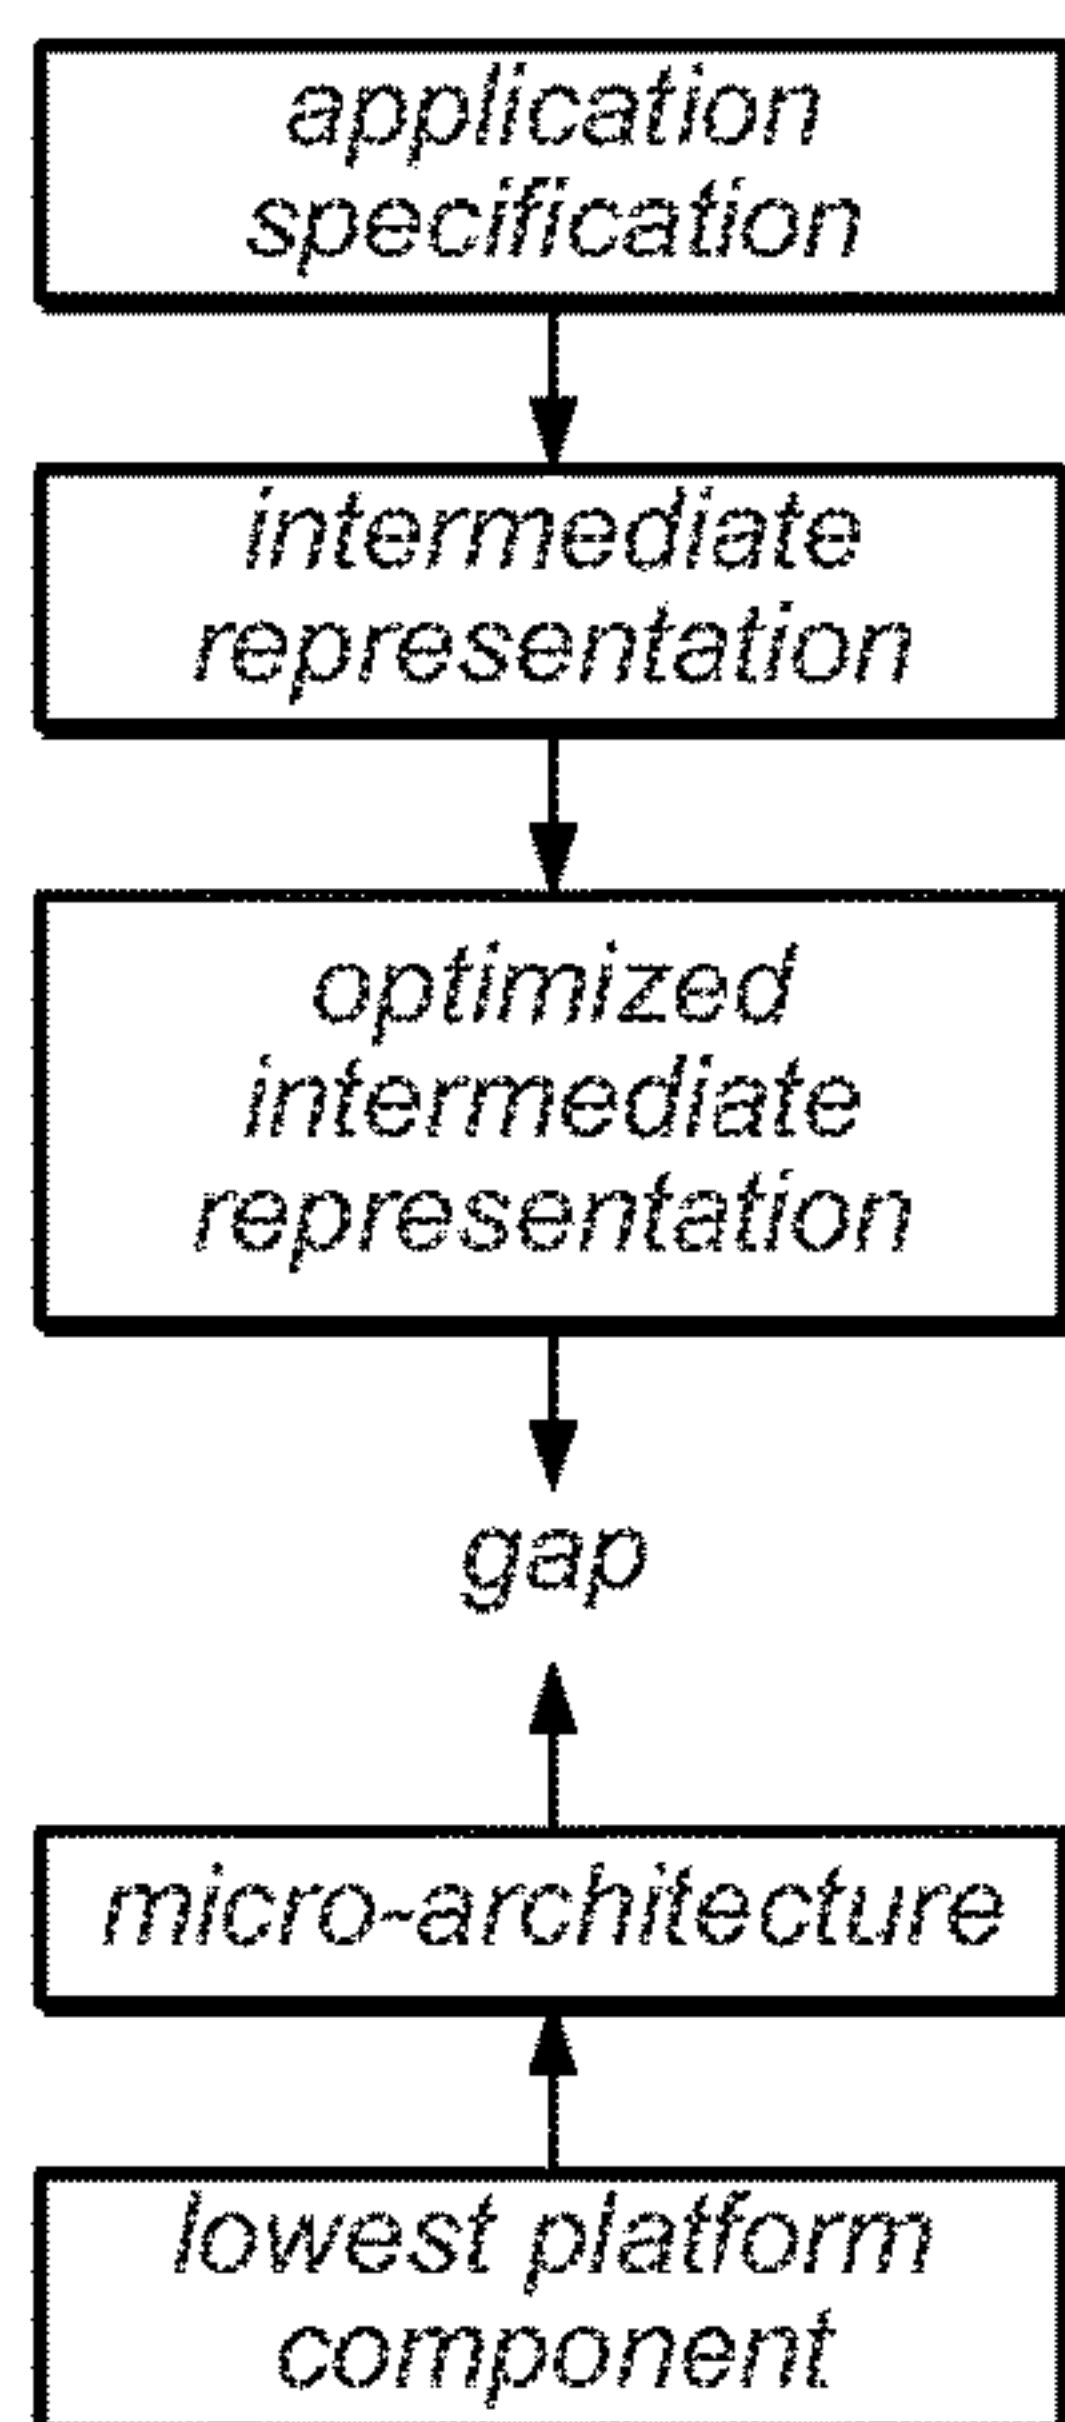 application
specification
intermediate
representation
optimized
intermediate
representation
gap
micro-architecture
lowest platform
component